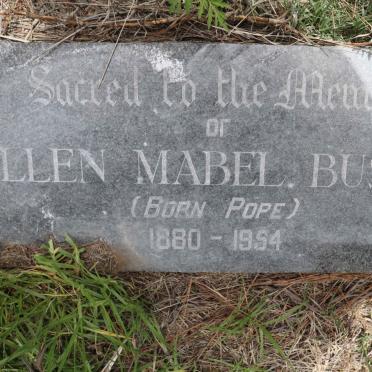 Sacred to the Mem
of
LLEN MABEL BUS
(BORN POPE)
1880 - 1954